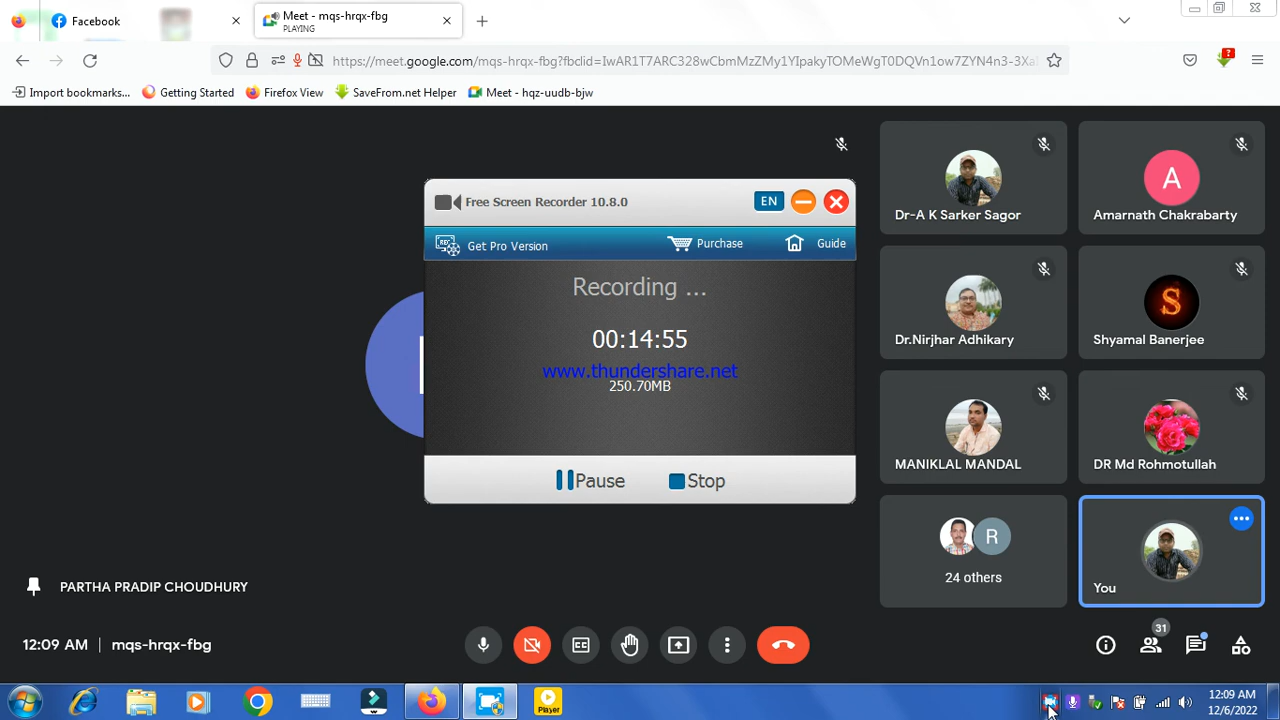 Facebook
Meet - mqs-hrqx-fbg
PLAYING
https://meet.google.com/mqs-hrqx-fbg?fbclid=IwAR1T7ARC328wCbmMzZMy1YIpakyTOMeWgT0DQVn1ow7ZYN4n3-3Xa
?
Import bookmarks...
Getting Started
Firefox View
SaveFrom.net Helper
Meet - hqz-uudb-bjw
Free Screen Recorder 10.8.0
EN
Get Pro Version
Purchase
Guide
Recording ...
00:14:55
www.thundershare.net
250.70MB
Pause
Stop
Dr-A K Sarker Sagor
A
Amarnath Chakrabarty
Dr.Nirjhar Adhikary
S
Shyamal Banerjee
MANIKLAL MANDAL
DR Md Rohmotullah
R
24 others
You
PARTHA PRADIP CHOUDHURY
12:09 AM | mqs-hrqx-fbg
CC
31
REC
Player
12:09 AM
12/6/2022